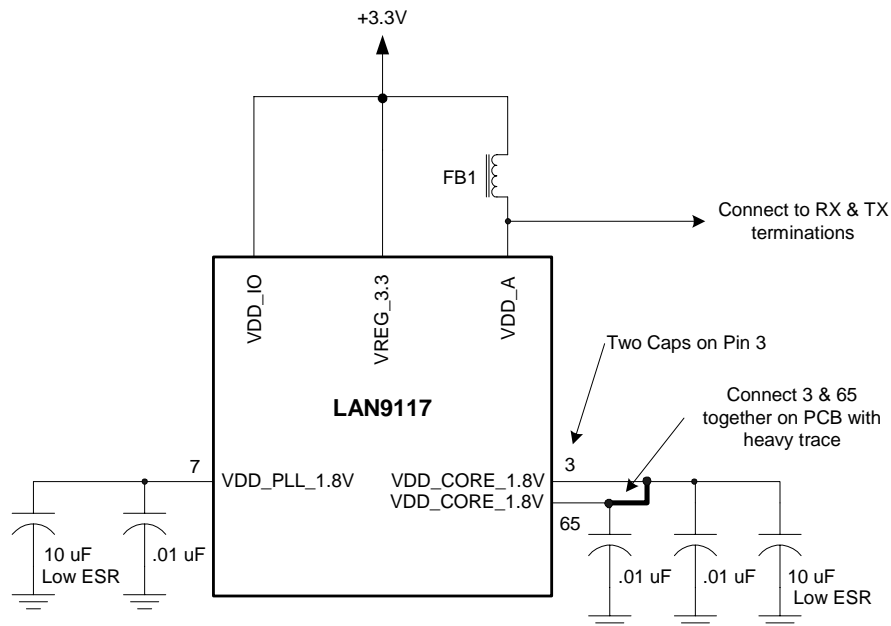 +3.3V
FB1
Connect to RX & TX
terminations
VDD_IO
VREG_3.3
VDD_A
Two Caps on Pin 3
LAN9117
Connect 3 & 65
together on PCB with
heavy trace
7
VDD_PLL_1.8V
VDD_CORE_1.8V
3
VDD_CORE_1.8V
65
10 uF
Low ESR
.01 uF
.01 uF
.01 uF
10 uF
Low ESR